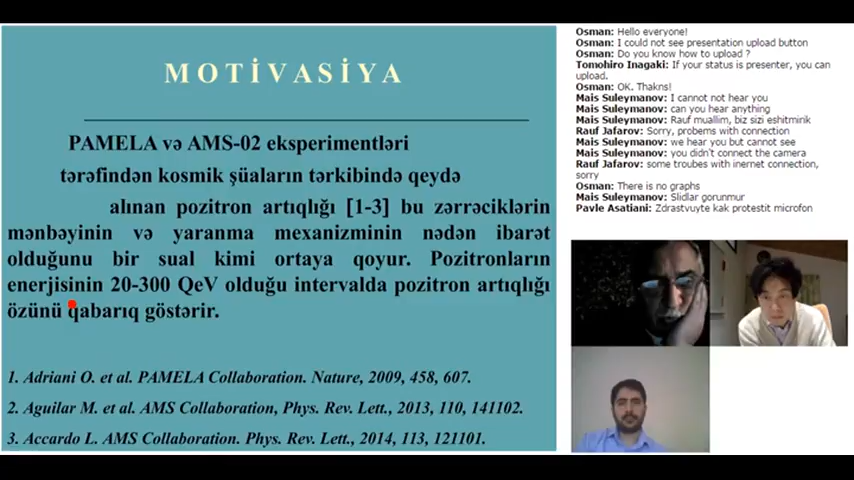 MOTİVASİYA
PAMELA və AMS-02 eksperimentləri
tərəfindən kosmik şüaların tərkibində qeydə
alınan pozitron artıqlığı [1-3] bu zərrəciklərin
mənbəyinin və yaranma mexanizminin nədən ibarət
olduğunu bir sual kimi ortaya qoyur. Pozitronların
enerjisinin 20-300 QeV olduğu intervalda pozitron artıqlığı
özünü qabarıq göstərir.
1. Adriani O. et al. PAMELA Collaboration. Nature, 2009, 458, 607.
2. Aguilar M. et al. AMS Collaboration, Phys. Rev. Lett., 2013, 110, 141102.
3. Accardo L. AMS Collaboration. Phys. Rev. Lett., 2014, 113, 121101.
Osman: Hello everyone!
Osman: I could not see presentation upload button
Osman: Do you know how to upload ?
Tomohiro Inagaki: If your status is presenter, you can
upload.
Osman: OK. Thakns!
Mais Suleymanov: I cannot not hear you
Mais Suleymanov: can you hear anything
Mais Suleymanov: Rauf muallim, biz sizi eshitmirik
Rauf Jafarov: Sorry, probems with connection
Mais Suleymanov: we hear you but cannot see
Mais Suleymanov: you didn't connect the camera
Rauf Jafarov: some troubes with inernet connection,
sorry
Osman: There is no graphs
Mais Suleymanov: Slidlar gorunmur
Pavle Asatiani: Zdrastvuyte kak protestit microfon